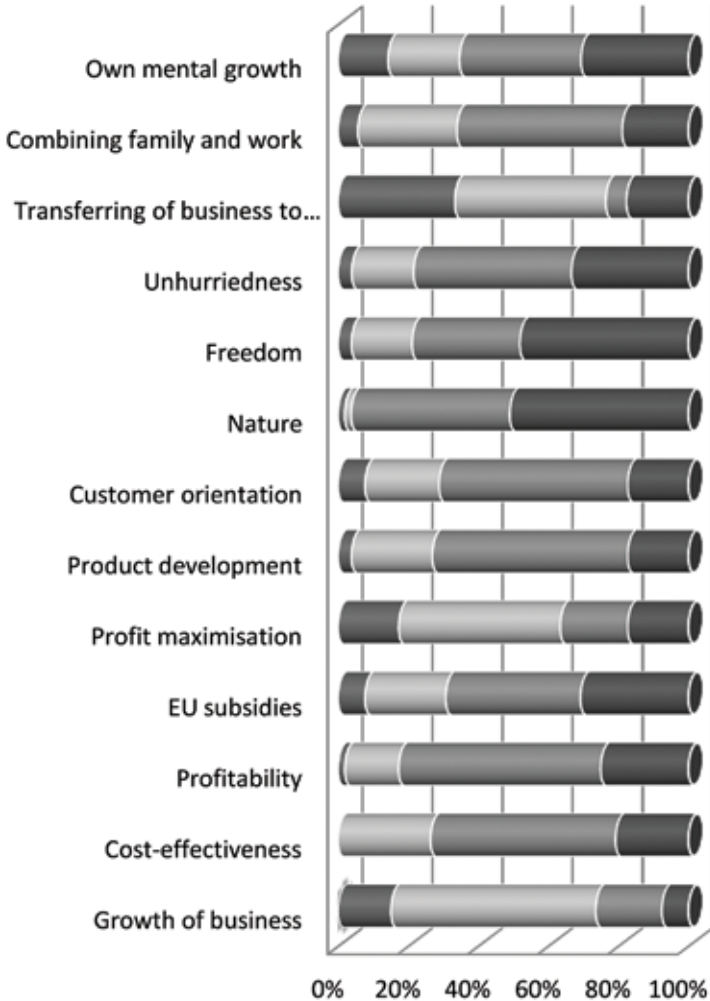 Own mental growth
Combining family and work
Transferring of business to…
Unhurriedness
Freedom
Nature
Customer orientation
Product development
Profit maximisation
EU subsidies
Profitability
Cost-effectiveness
Growth of business
0% 20% 40% 60% 80% 100%